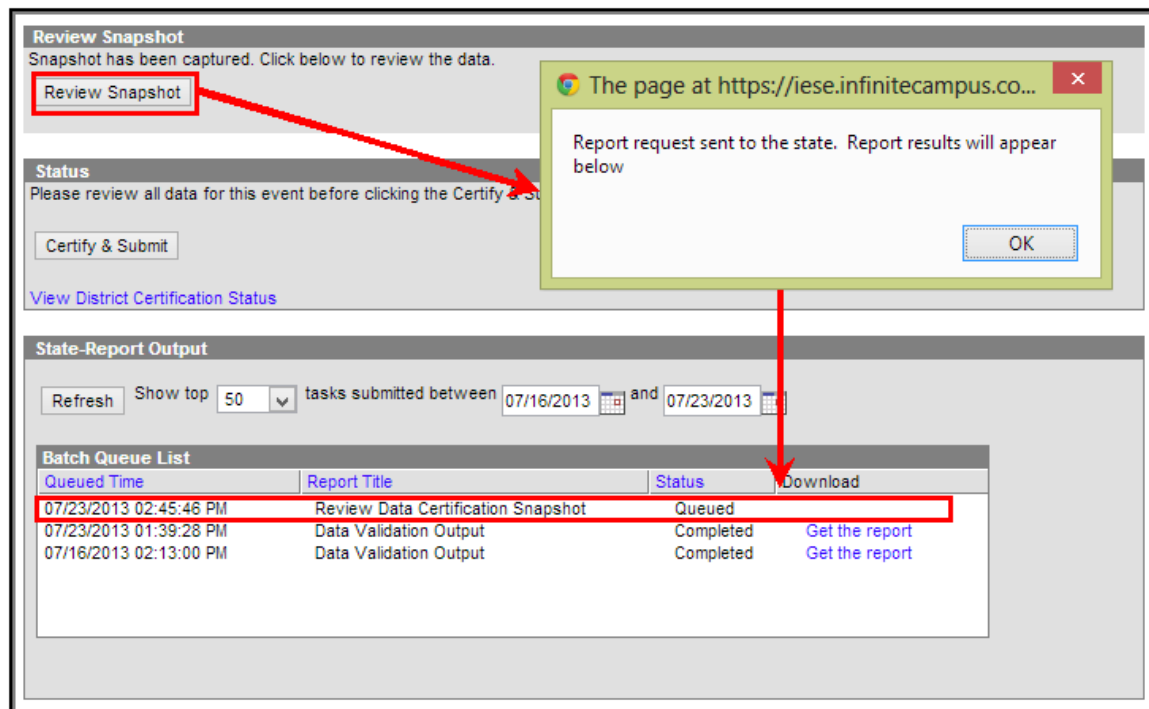 Review Snapshot
Snapshot has been captured. Click below to review the data.
Review Snapshot
The page at https://iese.infinitecampus.co...
Report request sent to the state. Report results will appear
below
OK
Status
Please review all data for this event before clicking the Certify &
Certify & Submit
View District Certification Status
State-Report Output
Refresh Show top 50 tasks submitted between 07/16/2013 and 07/23/2013
Batch Queue List
Queued Time Report Title Status Download
07/23/2013 02:45:46 PM Review Data Certification Snapshot Queued
07/23/2013 01:39:28 PM Data Validation Output Completed Get the report
07/16/2013 02:13:00 PM Data Validation Output Completed Get the report